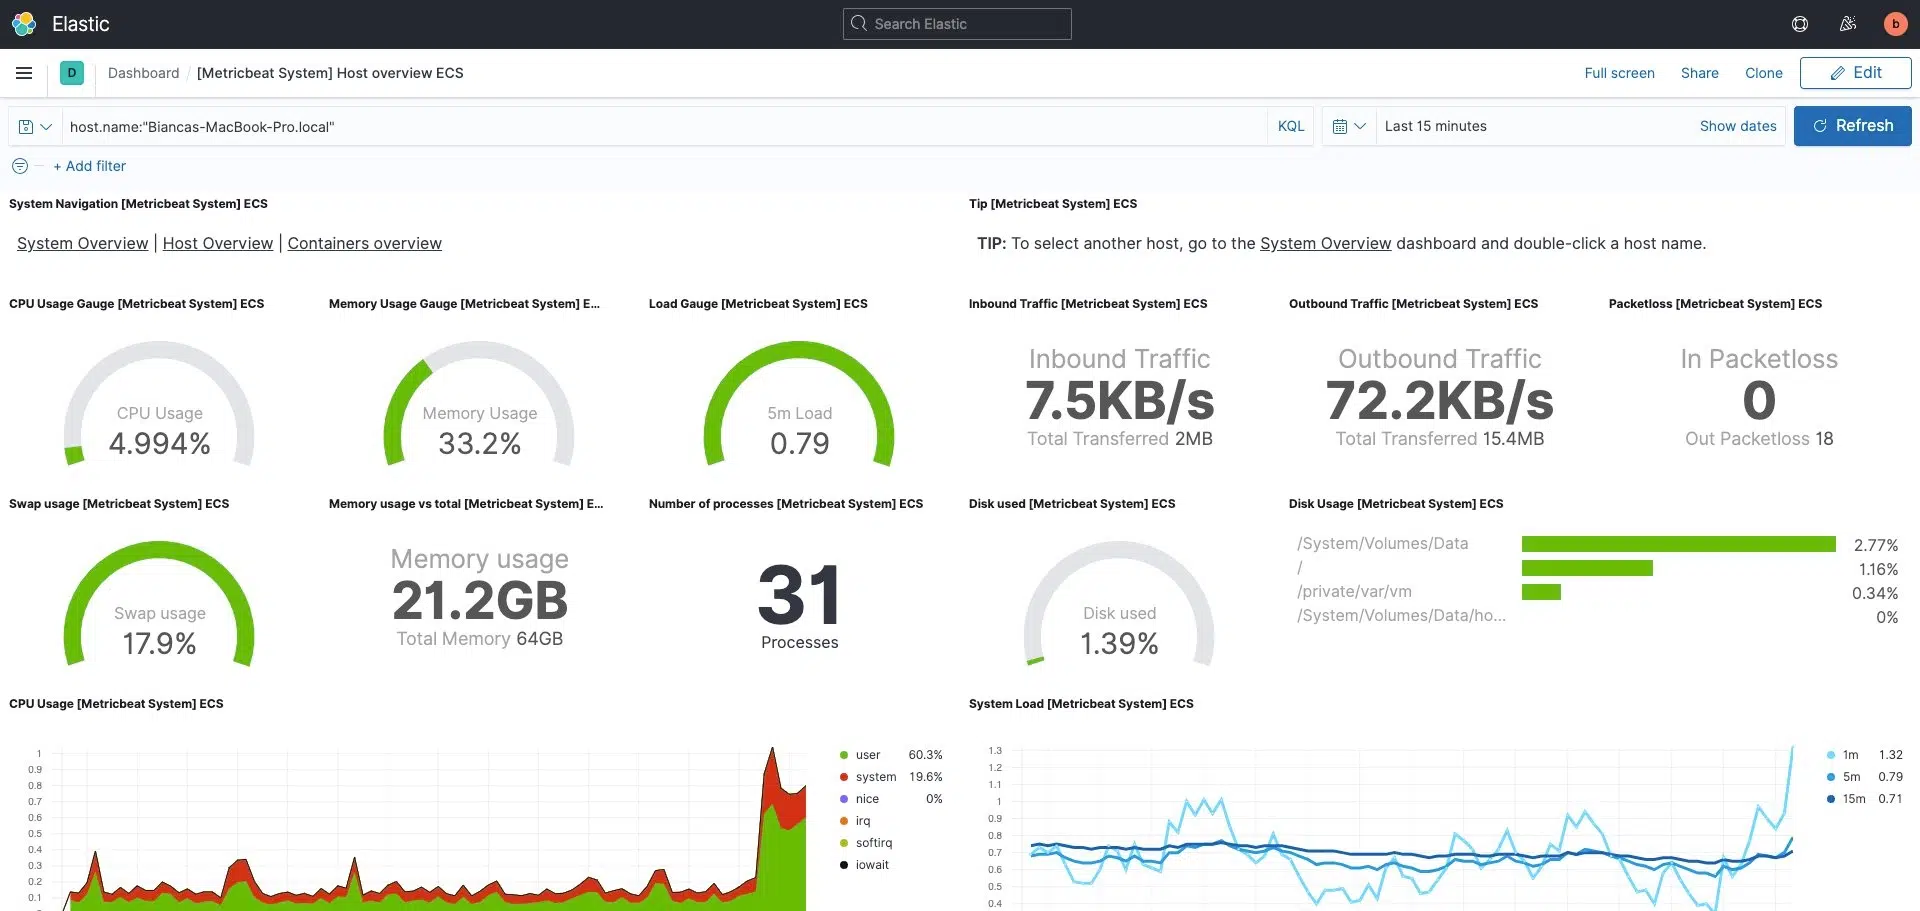 Elastic
Search Elastic
b
D
Dashboard / [Metricbeat System] Host overview ECS
Full screen
Share
Clone
Edit
host.name:"Biancas-MacBook-Pro.local"
KQL
Last 15 minutes
Show dates
Refresh
+ Add filter
System Navigation [Metricbeat System] ECS
System Overview | Host Overview | Containers overview
Tip [Metricbeat System] ECS
TIP: To select another host, go to the System Overview dashboard and double-click a host name.
CPU Usage Gauge [Metricbeat System] ECS
CPU Usage
4.994%
Memory Usage Gauge [Metricbeat System] E...
Memory Usage
33.2%
Load Gauge [Metricbeat System] ECS
5m Load
0.79
Inbound Traffic [Metricbeat System] ECS
Inbound Traffic
7.5KB/s
Total Transferred 2MB
Outbound Traffic [Metricbeat System] ECS
Outbound Traffic
72.2KB/s
Total Transferred 15.4MB
Packetloss [Metricbeat System] ECS
In Packetloss
0
Out Packetloss 18
Swap usage [Metricbeat System] ECS
Swap usage
17.9%
Memory usage vs total [Metricbeat System] E...
Memory usage
21.2GB
Total Memory 64GB
Number of processes [Metricbeat System] ECS
31
Processes
Disk used [Metricbeat System] ECS
Disk used
1.39%
Disk Usage [Metricbeat System] ECS
/System/Volumes/Data 2.77%
/ 1.16%
/private/var/vm 0.34%
/System/Volumes/Data/ho... 0%
CPU Usage [Metricbeat System] ECS
1
0.9
0.8
0.7
0.6
0.5
0.4
0.3
0.2
0.1
user 60.3%
system 19.6%
nice 0%
irq
softirq
iowait
System Load [Metricbeat System] ECS
1.3
1.2
1.1
1
0.9
0.8
0.7
0.6
0.5
0.4
1m 1.32
5m 0.79
15m 0.71